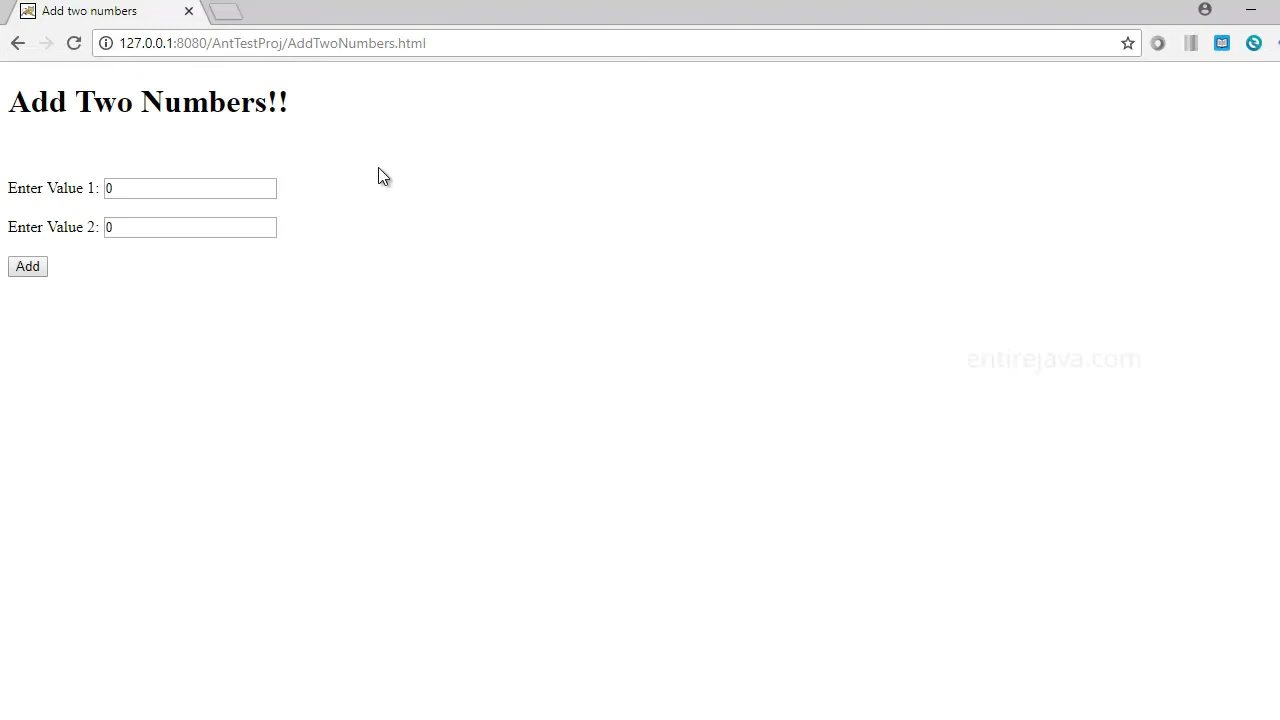 Add two numbers
127.0.0.1:8080/AntTestProj/AddTwoNumbers.html
Add Two Numbers!!
Enter Value 1: 0
Enter Value 2: 0
Add
entirejava.com